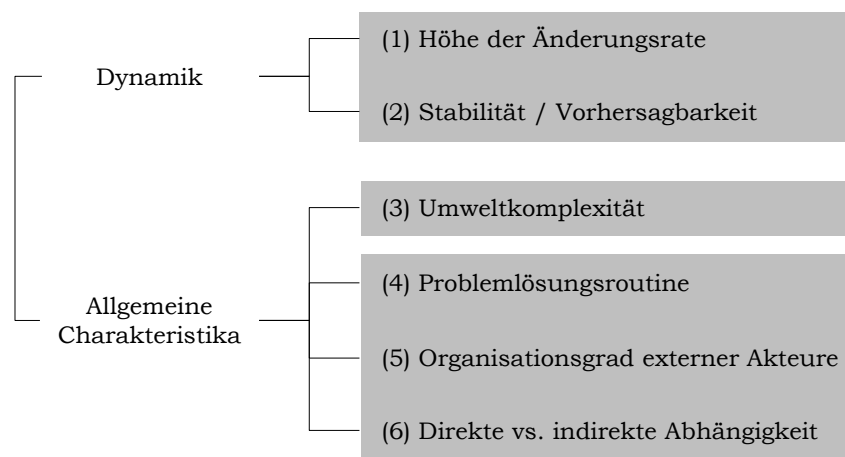 Dynamik
(1) Höhe der Änderungsrate
(2) Stabilität / Vorhersagbarkeit
Allgemeine
Charakteristika
(3) Umweltkomplexität
(4) Problemlösungsroutine
(5) Organisationsgrad externer Akteure
(6) Direkte vs. indirekte Abhängigkeit